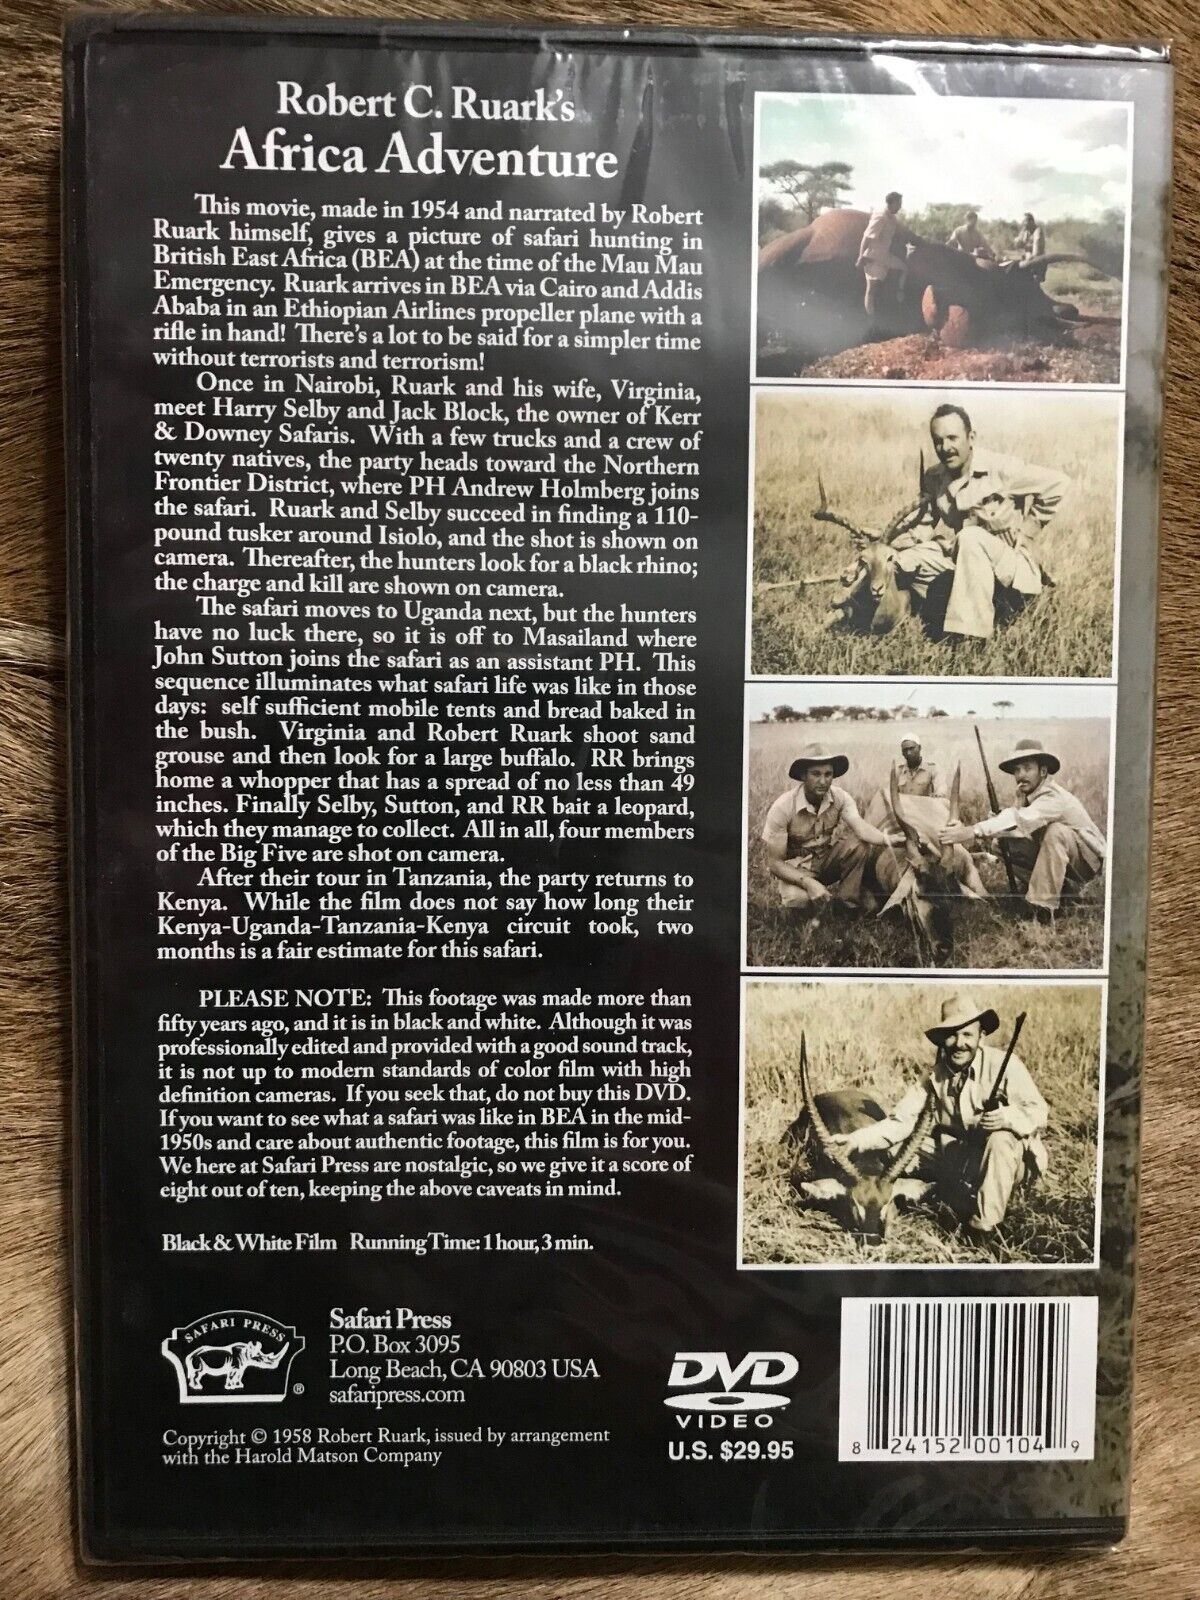 Robert C. Ruark's
Africa Adventure
This movie, made in 1954 and narrated by Robert
Ruark himself, gives a picture of safari hunting in
British East Africa (BEA) at the time of the Mau Mau
Emergency. Ruark arrives in BEA via Cairo and Addis
Ababa in an Ethiopian Airlines propeller plane with a
rifle in hand! There's a lot to be said for a simpler time
without terrorists and terrorism!
Once in Nairobi, Ruark and his wife, Virginia,
meet Harry Selby and Jack Block, the owner of Kerr
& Downey Safaris. With a few trucks and a crew of
twenty natives, the party heads toward the Northern
Frontier District, where PH Andrew Holmberg joins
the safari. Ruark and Selby succeed in finding a 110-
pound tusker around Isiolo, and the shot is shown on
camera. Thereafter, the hunters look for a black rhino;
the charge and kill are shown on camera.
The safari moves to Uganda next, but the hunters
have no luck there, so it is off to Masailand where
John Sutton joins the safari as an assistant PH. This
sequence illuminates what safari life was like in those
days: self sufficient mobile tents and bread baked in
the bush. Virginia and Robert Ruark shoot sand
grouse and then look for a large buffalo. RR brings
home a whopper that has a spread of no less than 49
inches. Finally Selby, Sutton, and RR bait a leopard,
which they manage to collect. All in all, four members
of the Big Five are shot on camera.
After their tour in Tanzania, the party returns to
Kenya. While the film does not say how long their
Kenya-Uganda-Tanzania-Kenya circuit took, two
months is a fair estimate for this safari.
PLEASE NOTE: This footage was made more than
fifty years ago, and it is in black and white. Although it was
professionally edited and provided with a good sound track,
it is not up to modern standards of color film with high
definition cameras. If you seek that, do not buy this DVD.
If you want to see what a safari was like in BEA in the mid-
1950s and care about authentic footage, this film is for you.
We here at Safari Press are nostalgic, so we give it a score of
eight out of ten, keeping the above caveats in mind.
Black & White Film Running Time: 1 hour, 3 min.
SAFARI PRESS
®
Safari Press
P.O. Box 3095
Long Beach, CA 90803 USA
safaripress.com
Copyright © 1958 Robert Ruark, issued by arrangement
with the Harold Matson Company
DVD
VIDEO
U.S. $29.95
8 24152 00104 9